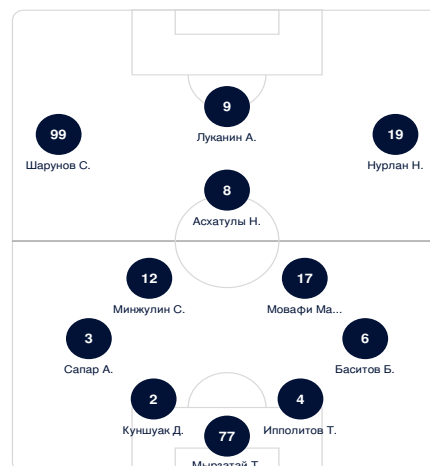 9
Луканин А.
99
Шарунов С.
19
Нурлан Н.
8
Асхатулы Н.
12
Минжулин С.
17
Мовафи Ма...
3
Сапар А.
6
Баситов Б.
2
Куншуак Д.
4
Ипполитов Т.
77
Мырзатай Т.